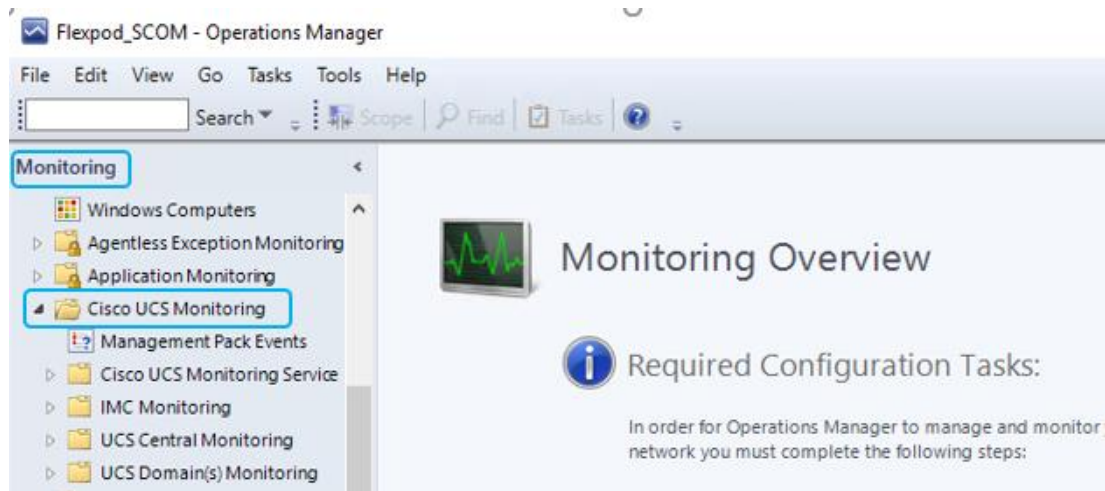 Flexpod_SCOM - Operations Manager
File Edit View Go Tasks Tools Help
Search Scope Find Tasks
Monitoring
Windows Computers
Agentless Exception Monitoring
Application Monitoring
Cisco UCS Monitoring
Management Pack Events
Cisco UCS Monitoring Service
IMC Monitoring
UCS Central Monitoring
UCS Domain(s) Monitoring
Monitoring Overview
Required Configuration Tasks:
In order for Operations Manager to manage and monitor
network you must complete the following steps: